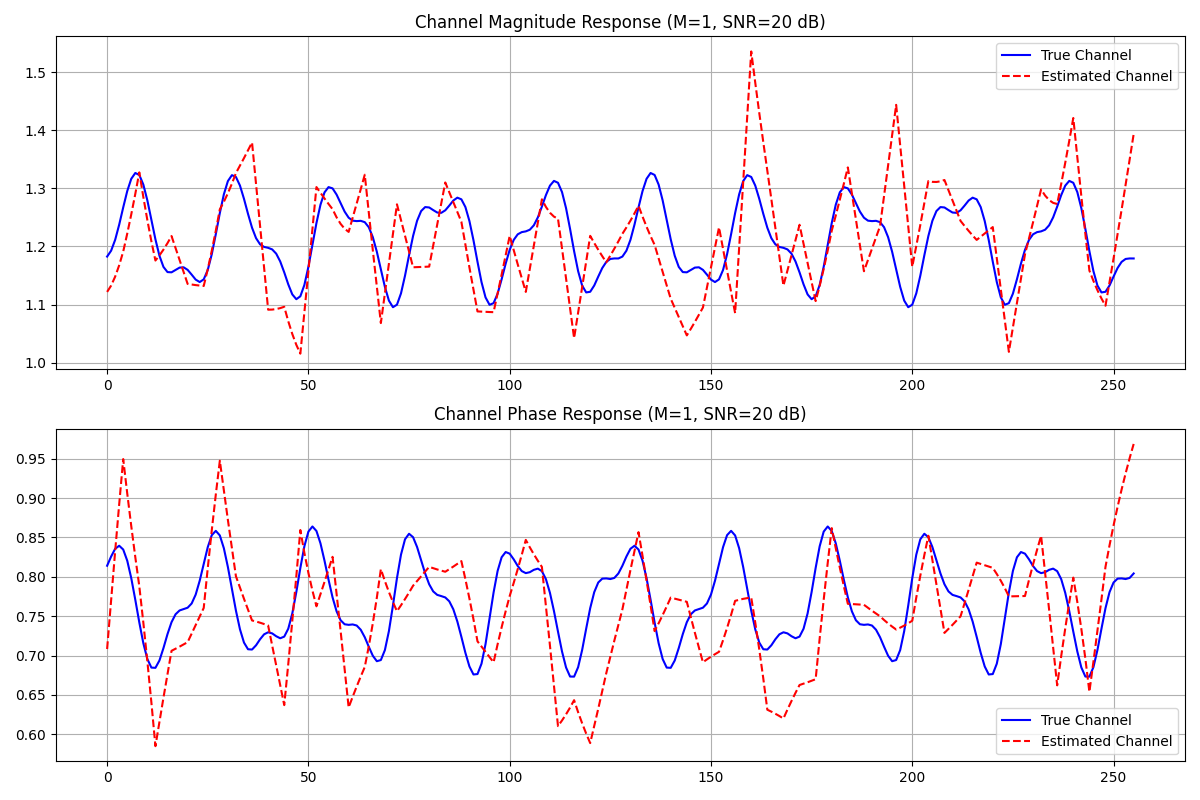 Channel Magnitude Response (M=1, SNR=20 dB)
True Channel
Estimated Channel
1.5
1.4
1.3
1.2
1.1
1.0
0 50 100 150 200 250
Channel Phase Response (M=1, SNR=20 dB)
0.95
0.90
0.85
0.80
0.75
0.70
0.65
0.60
True Channel
Estimated Channel
0 50 100 150 200 250